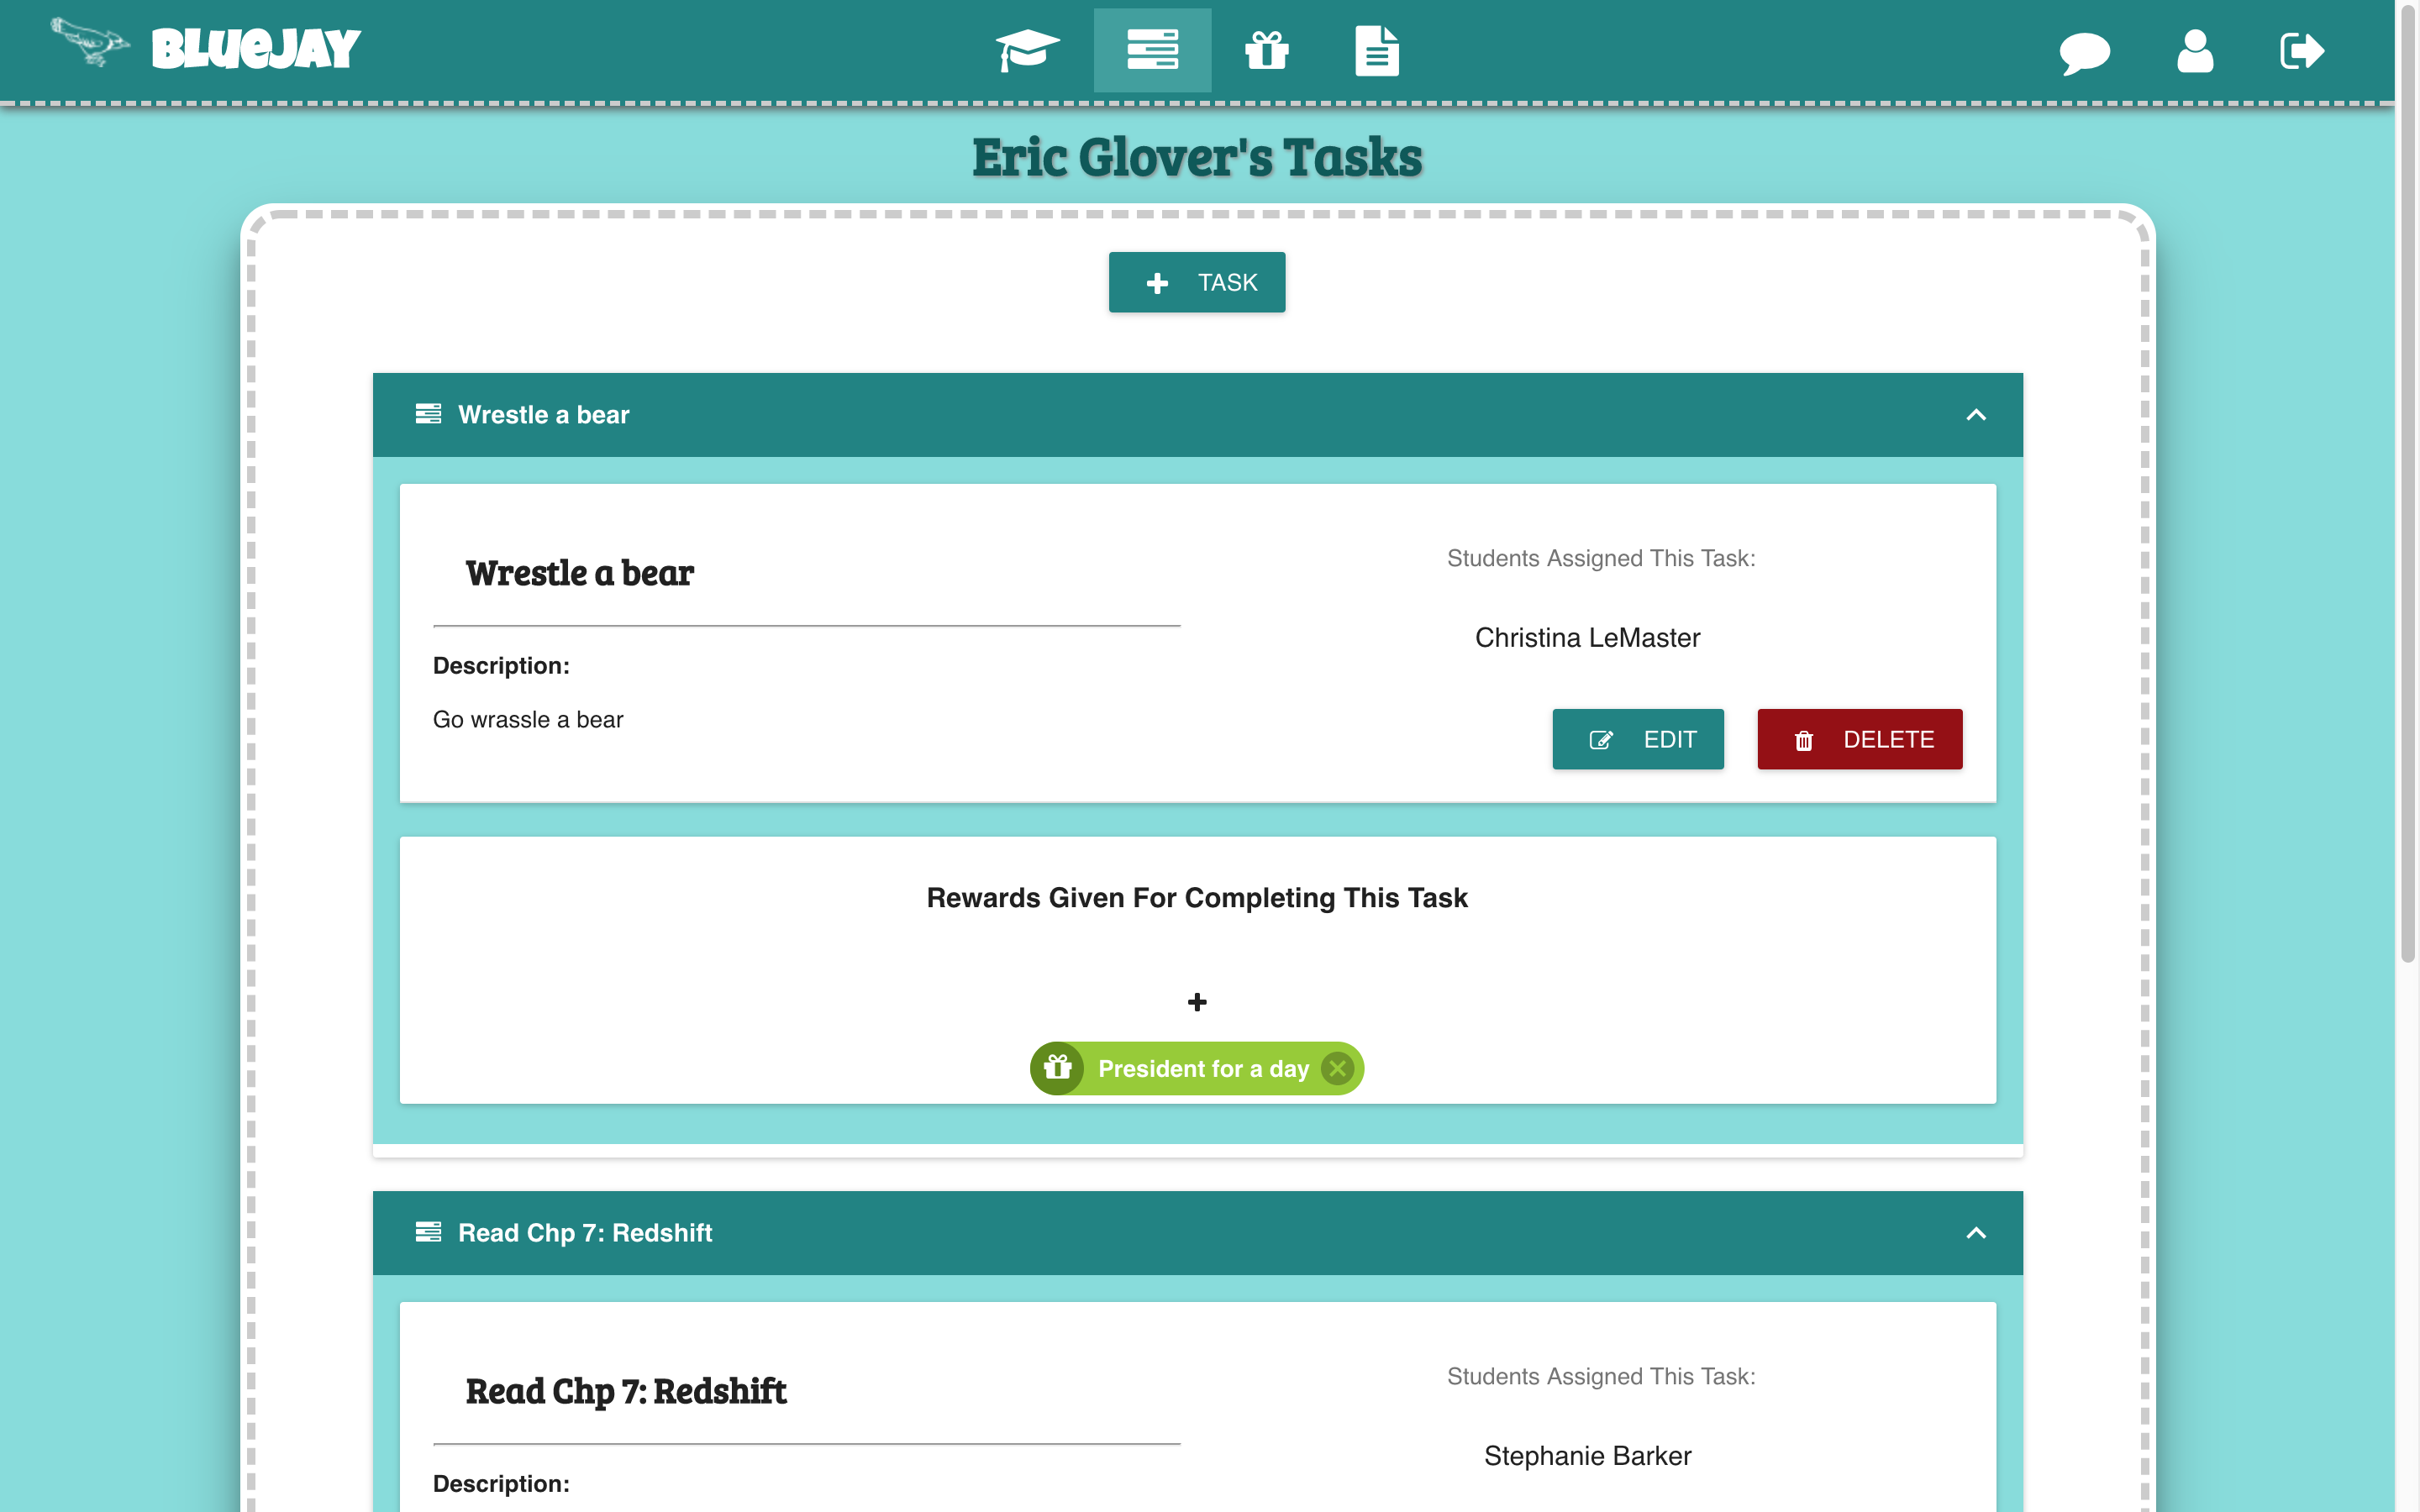 BLUEJAY
Eric Glover's Tasks
TASK
Wrestle a bear
Wrestle a bear
Students Assigned This Task:
Christina LeMaster
Description:
Go wrassle a bear
EDIT
DELETE
Rewards Given For Completing This Task
President for a day
Read Chp 7: Redshift
Read Chp 7: Redshift
Students Assigned This Task:
Stephanie Barker
Description: